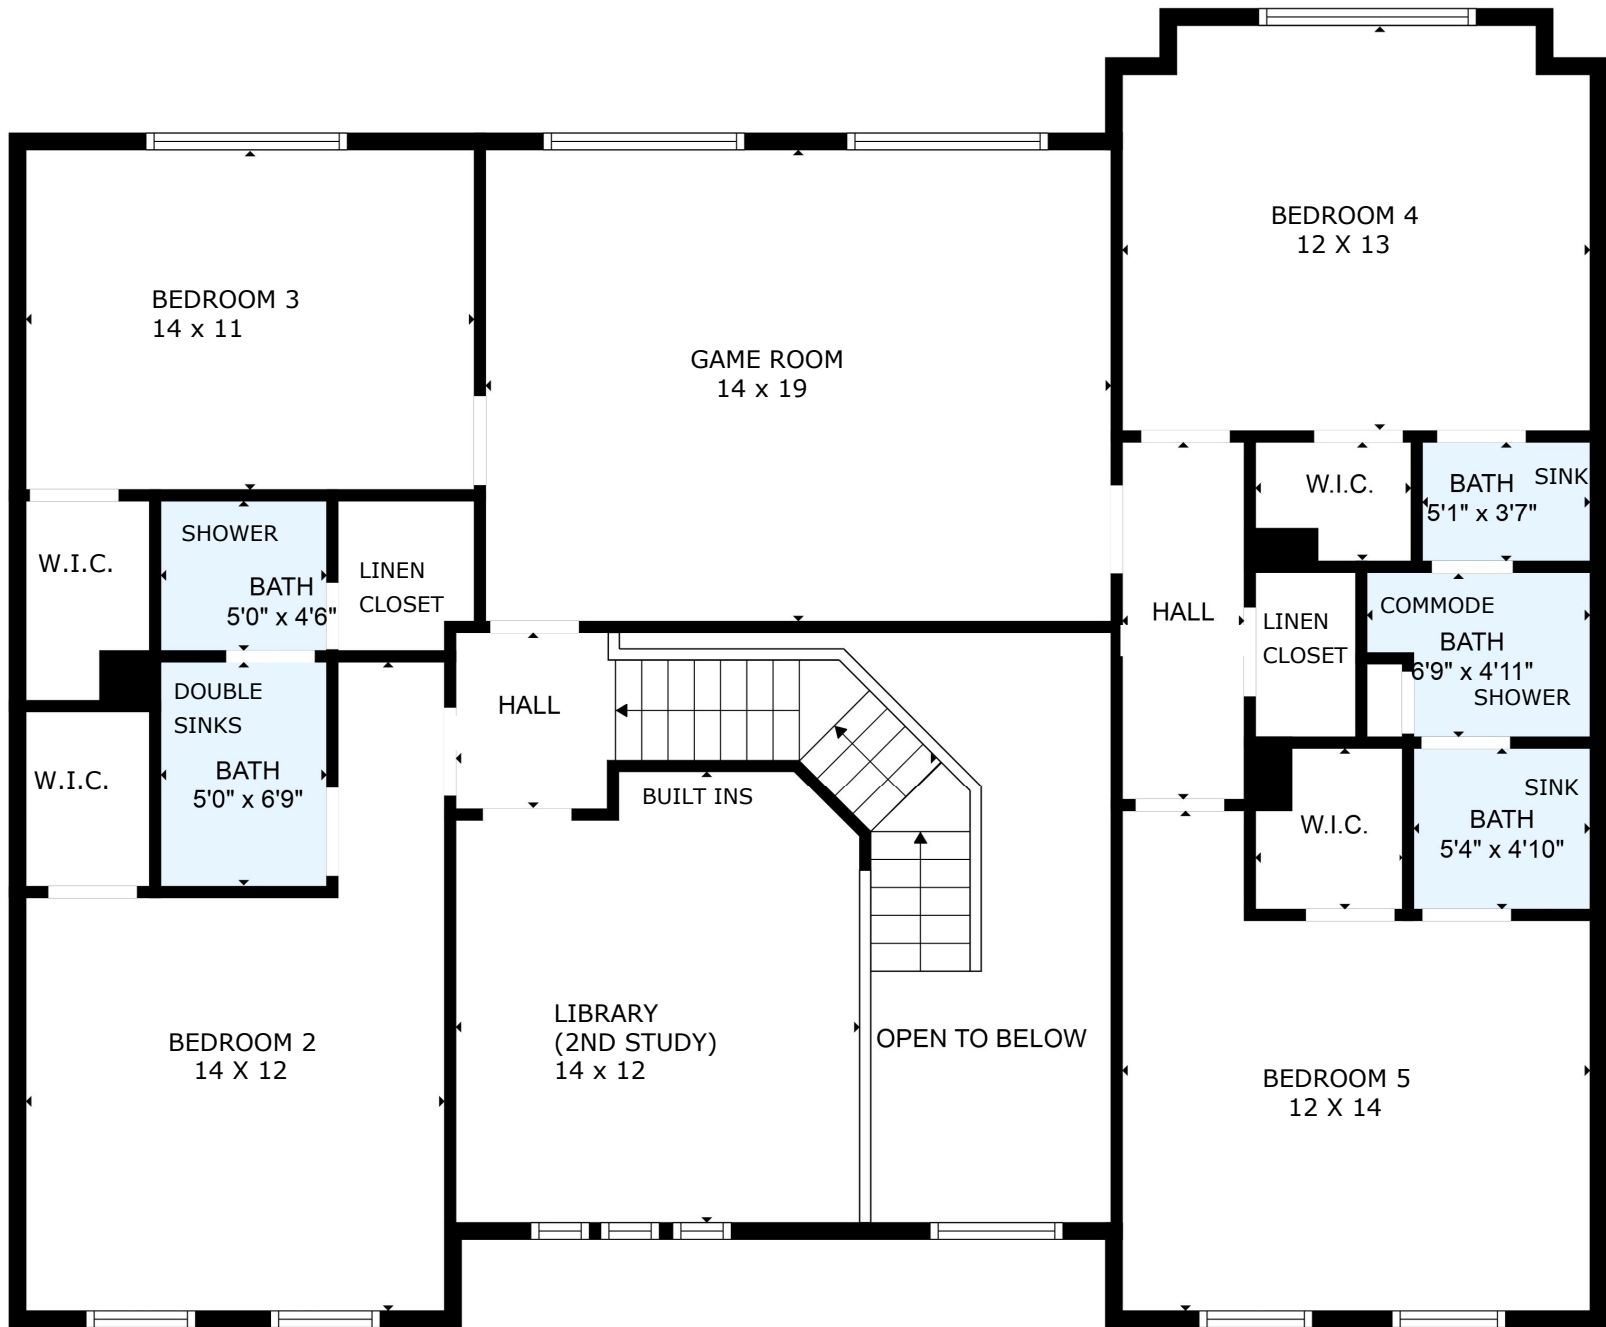 BEDROOM 4
12 X 13
BEDROOM 3
14 x 11
GAME ROOM
14 x 19
W.I.C.
BATH
SINK
5'1" x 3'7"
SHOWER
W.I.C.
BATH
5'0" x 4'6"
LINEN
CLOSET
HALL
LINEN
CLOSET
COMMODE
BATH
6'9" x 4'11"
SHOWER
DOUBLE
SINKS
HALL
W.I.C.
BATH
5'0" x 6'9"
BUILT INS
SINK
W.I.C.
BATH
5'4" x 4'10"
LIBRARY
(2ND STUDY)
14 x 12
OPEN TO BELOW
BEDROOM 2
14 X 12
BEDROOM 5
12 X 14